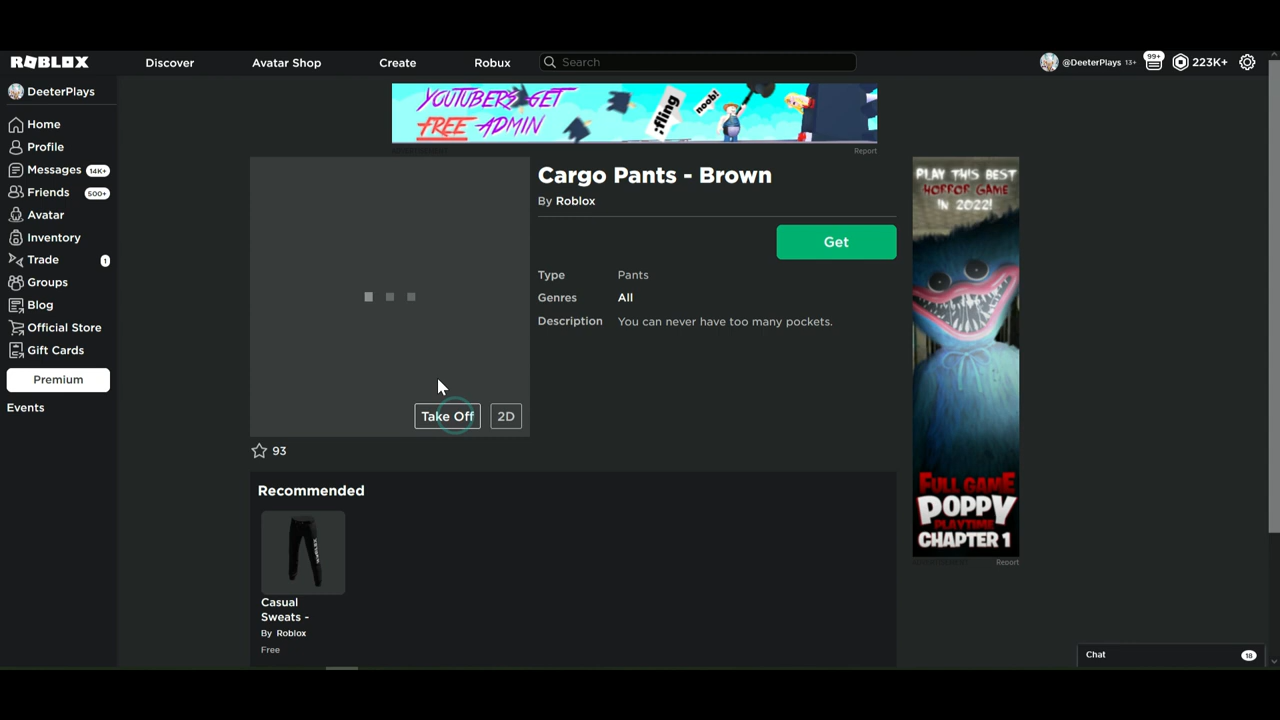 ROBLOX
Discover
Avatar Shop
Create
Robux
Search
@DeeterPlays 13+
99+
223K+
DeeterPlays
Home
Profile
Messages 14K+
Friends 500+
Avatar
Inventory
Trade 1
Groups
Blog
Official Store
Gift Cards
Premium
Events
YOUTUBERS GET
FREE ADMIN
:fling
noob!
Report
Cargo Pants - Brown
By Roblox
Get
Type Pants
Genres All
Description You can never have too many pockets.
Take Off
2D
93
Recommended
Casual
Sweats -
By Roblox
Free
PLAY THIS BEST
HORROR GAME
IN 2022!
FULL GAME
POPPY
PLAYTIME
CHAPTER 1
ADVERTISEMENT
Report
Chat 18